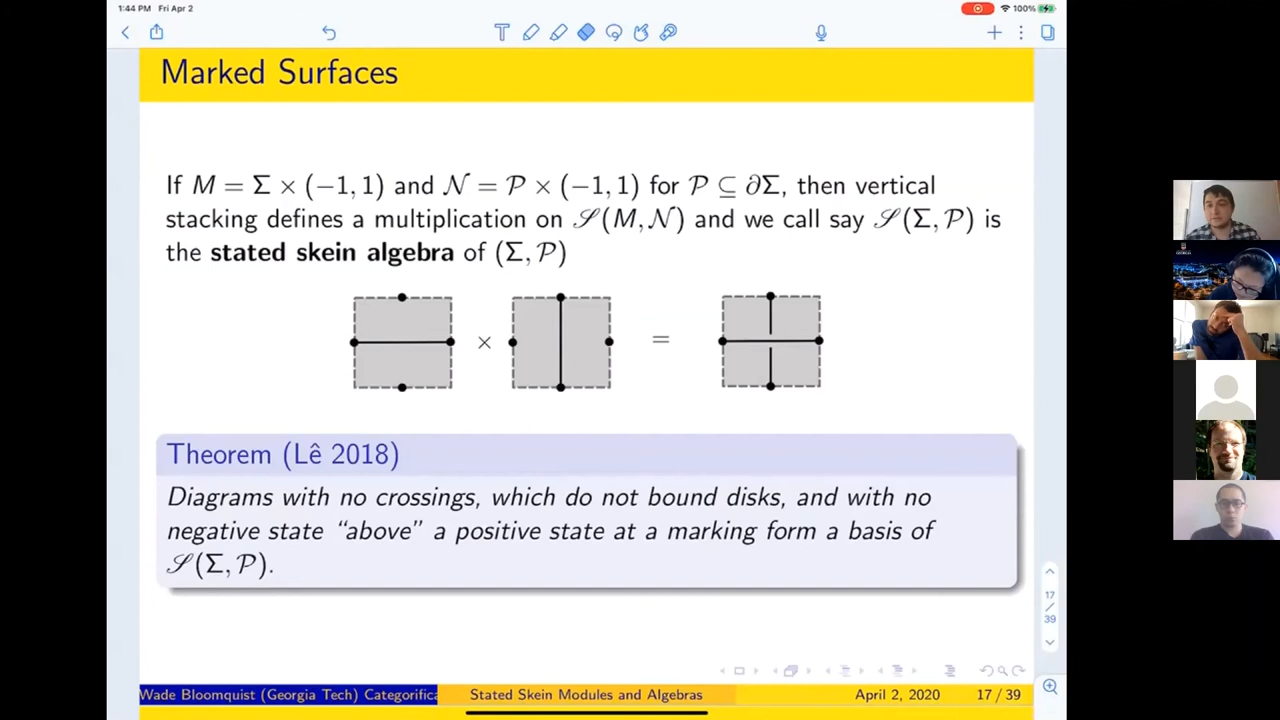 1:44 PM Fri Apr 2
100%
Marked Surfaces
If M = Σ × (−1, 1) and 𝒩 = 𝒫 × (−1, 1) for 𝒫 ⊆ ∂Σ, then vertical
stacking defines a multiplication on 𝒮(M, 𝒩) and we call say 𝒮(Σ, 𝒫) is
the stated skein algebra of (Σ, 𝒫)
× =
Theorem (Lê 2018)
Diagrams with no crossings, which do not bound disks, and with no
negative state “above” a positive state at a marking form a basis of
𝒮(Σ, 𝒫).
17
/
39
Wade Bloomquist (Georgia Tech) Categorifica Stated Skein Modules and Algebras April 2, 2020 17 / 39